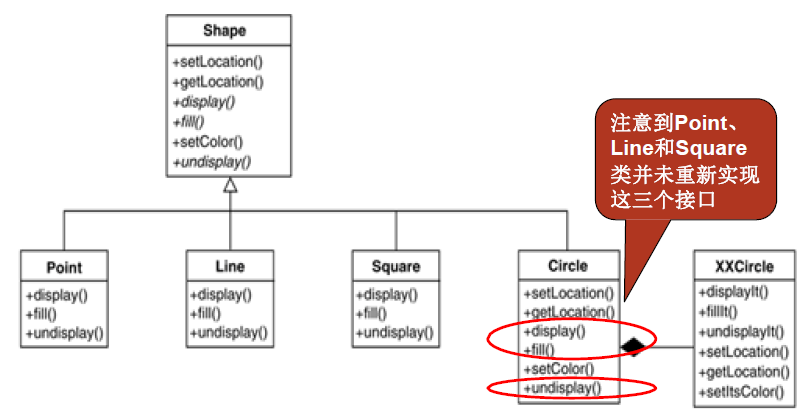 Shape
+setLocation()
+getLocation()
+display()
+fill()
+setColor()
+undisplay()
注意到Point、
Line和Square
类并未重新实现
这三个接口
Point
+display()
+fill()
+undisplay()
Line
+display()
+fill()
+undisplay()
Square
+display()
+fill()
+undisplay()
Circle
+setLocation()
+getLocation()
+display()
+fill()
+setColor()
+undisplay()
XXCircle
+displayIt()
+fillIt()
+undisplayIt()
+setLocation()
+getLocation()
+setItsColor()